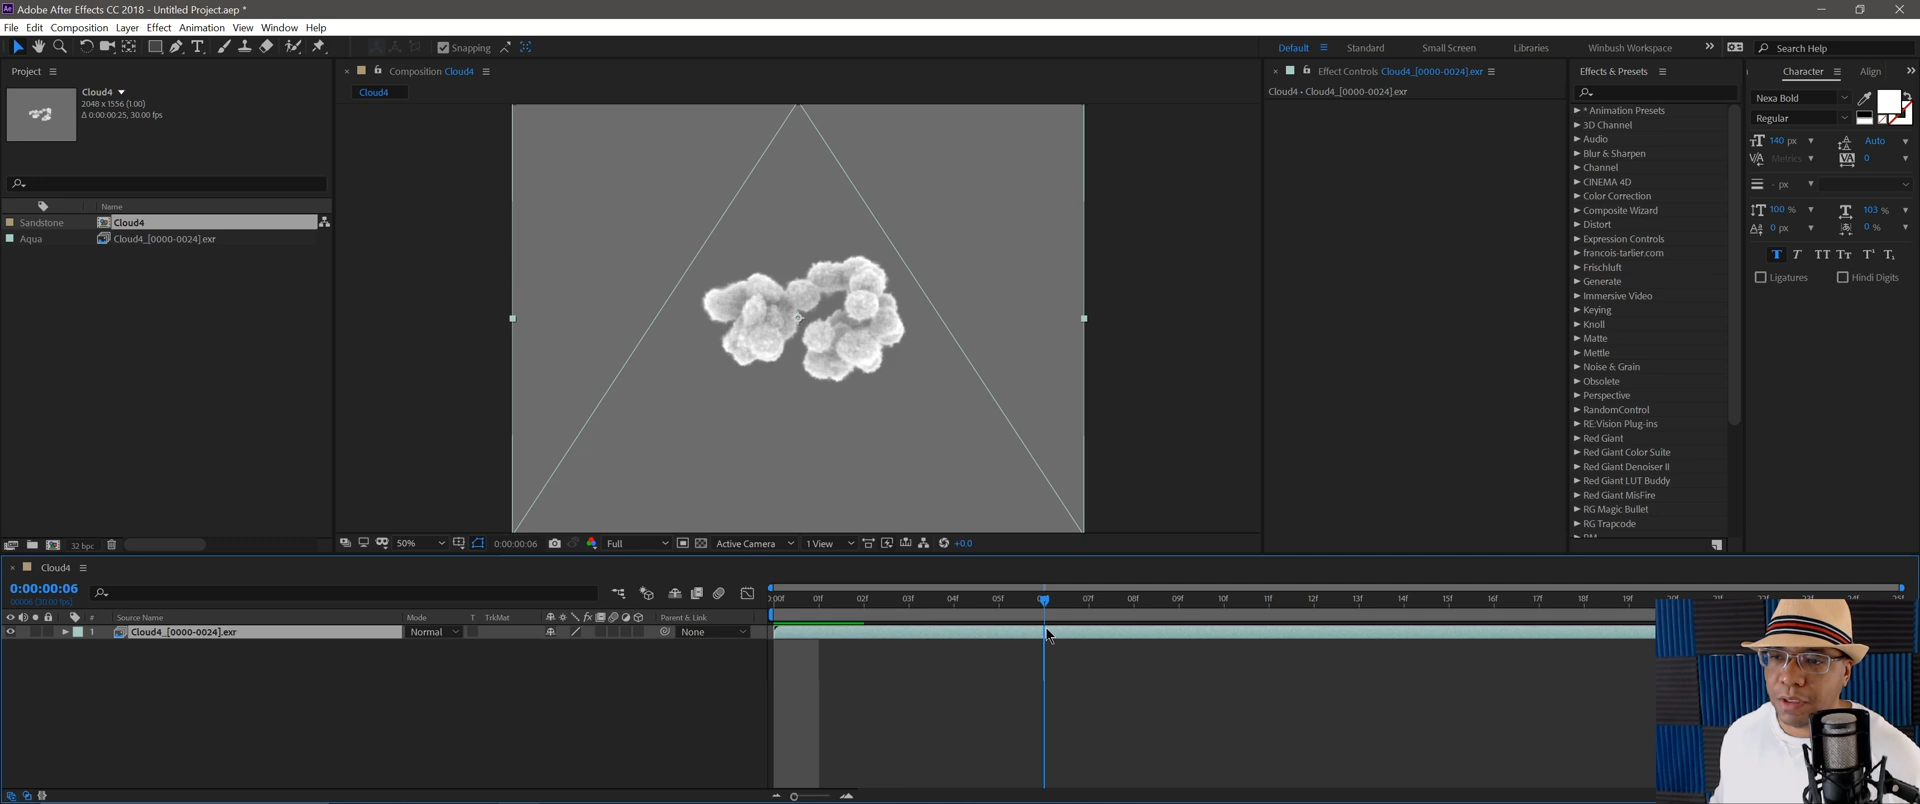 Ae Adobe After Effects CC 2018 - Untitled Project.aep *
File Edit Composition Layer Effect Animation View Window Help
Snapping
Default Standard Small Screen Libraries Winbush Workspace Search Help
Project
Cloud4
2048 x 1556 (1.00)
Δ 0:00:00:25, 30.00 fps
Name
Sandstone Cloud4
Aqua Cloud4_[0000-0024].exr
32 bpc
Composition Cloud4
Cloud4
50% 0:00:00:06 Full Active Camera 1 View +0.0
Effect Controls Cloud4_[0000-0024].exr
Cloud4 • Cloud4_[0000-0024].exr
Effects & Presets
* Animation Presets
3D Channel
Audio
Blur & Sharpen
Channel
CINEMA 4D
Color Correction
Composite Wizard
Distort
Expression Controls
francois-tarlier.com
Frischluft
Generate
Immersive Video
Keying
Knoll
Matte
Mettle
Noise & Grain
Obsolete
Perspective
RandomControl
RE:Vision Plug-ins
Red Giant
Red Giant Color Suite
Red Giant Denoiser II
Red Giant LUT Buddy
Red Giant MisFire
RG Magic Bullet
RG Trapcode
Character Align
Nexa Bold
Regular
140 px Auto
Metrics 0
- px
100 % 103 %
0 px 0 %
T T TT Tт T¹ T₁
Ligatures Hindi Digits
Cloud4
0:00:00:06
00006 (30.00 fps)
# Source Name Mode T TrkMat Parent & Link
1 Cloud4_[0000-0024].exr Normal None
01f 02f 03f 04f 05f 07f 08f 09f 10f 11f 12f 13f 14f 15f 16f 17f 18f 19f